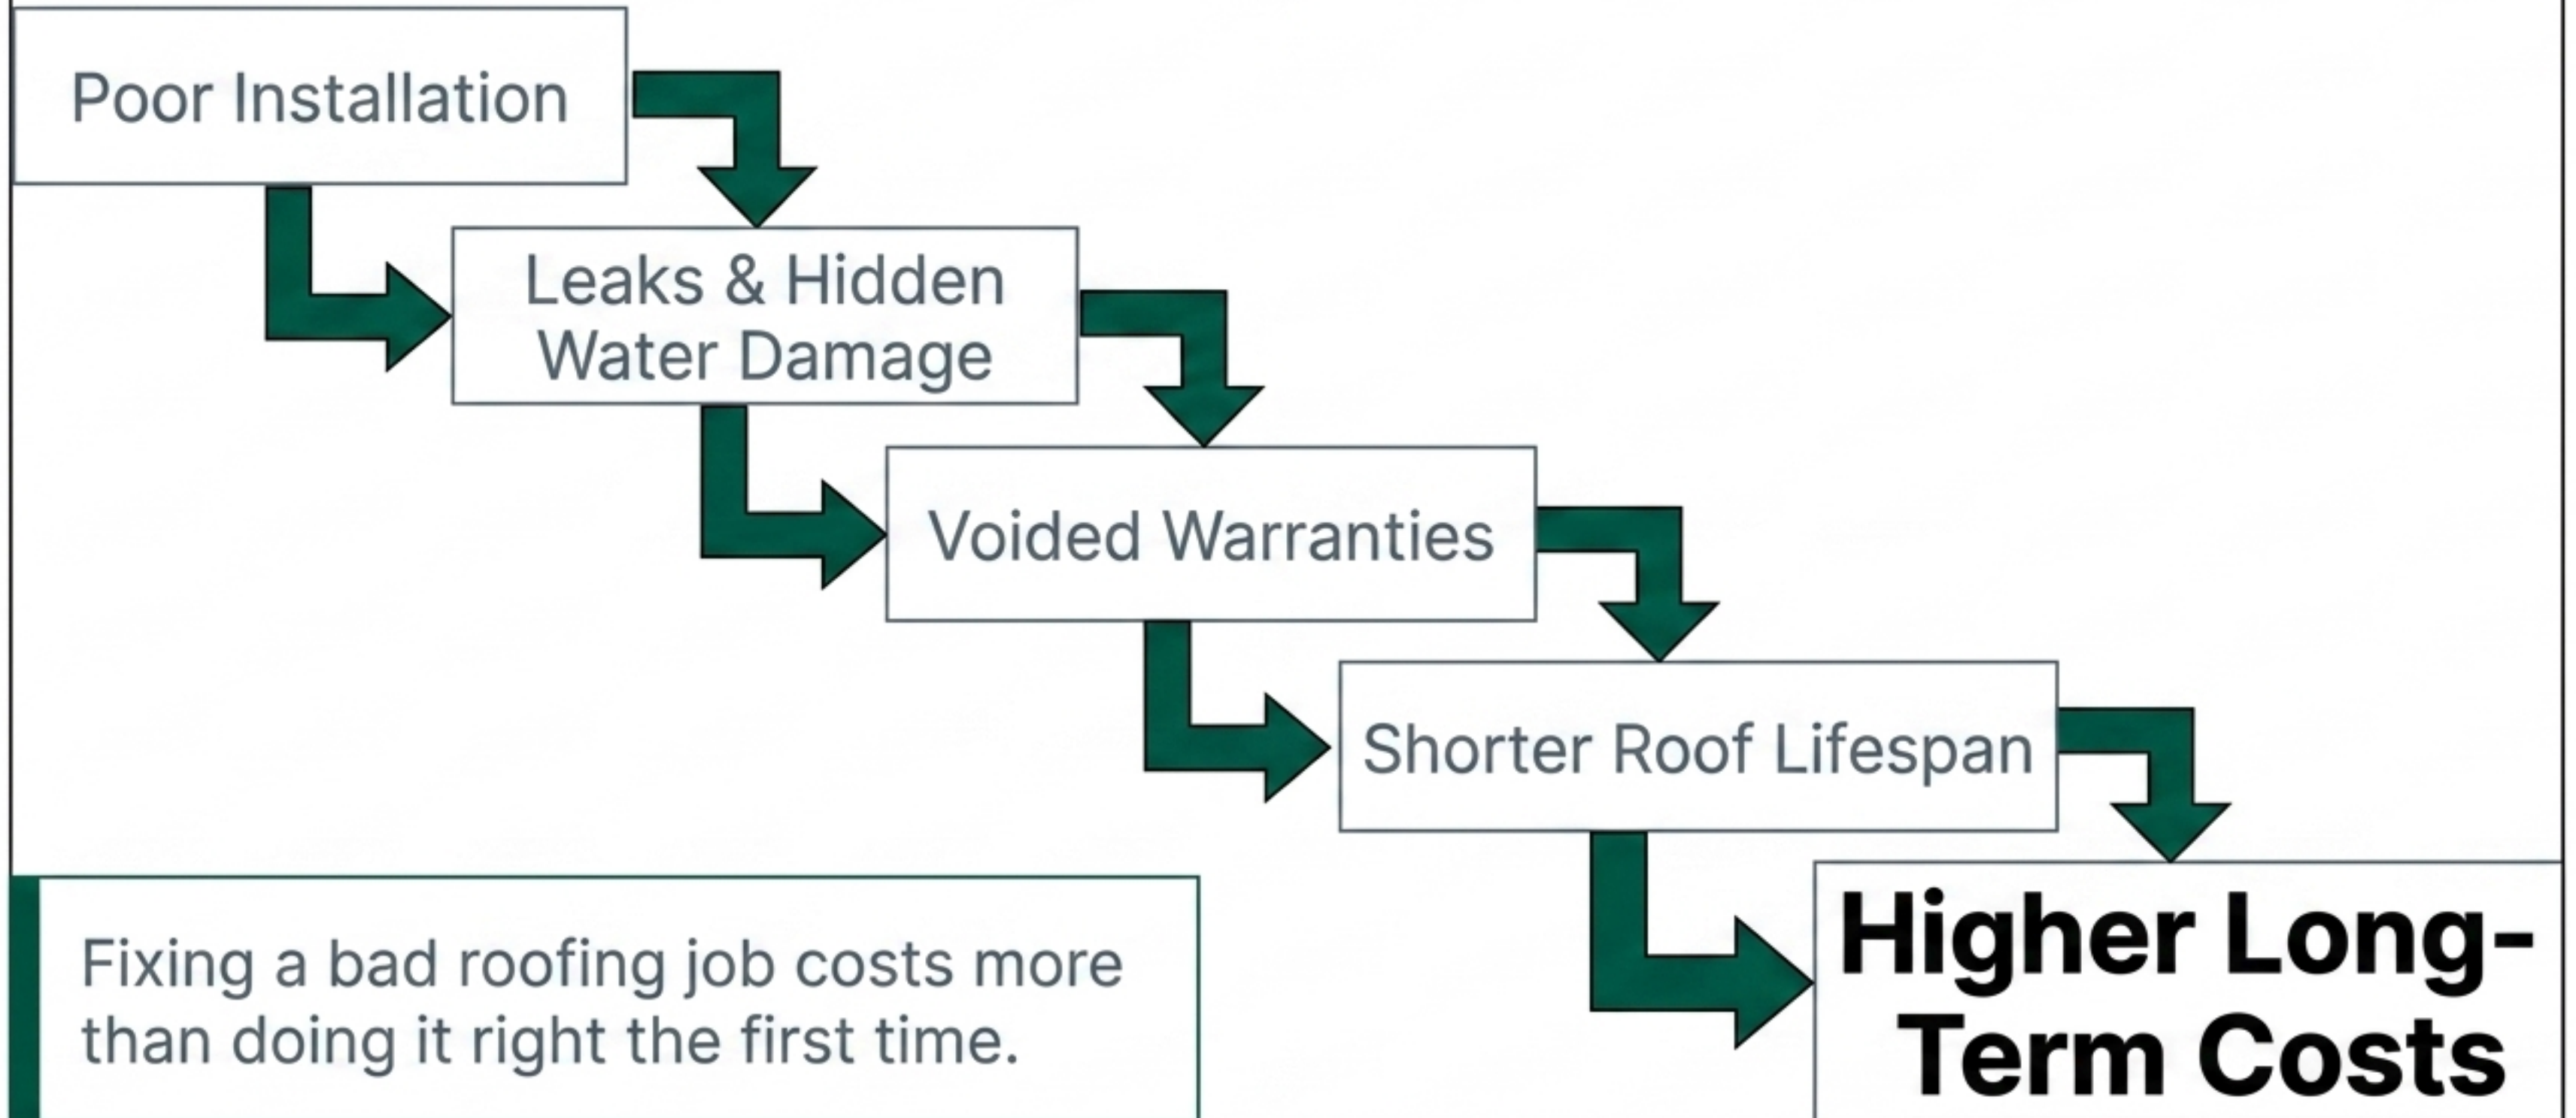 Poor Installation
Leaks & Hidden
Water Damage
Voided Warranties
Shorter Roof Lifespan
Higher Long-
Term Costs
Fixing a bad roofing job costs more
than doing it right the first time.